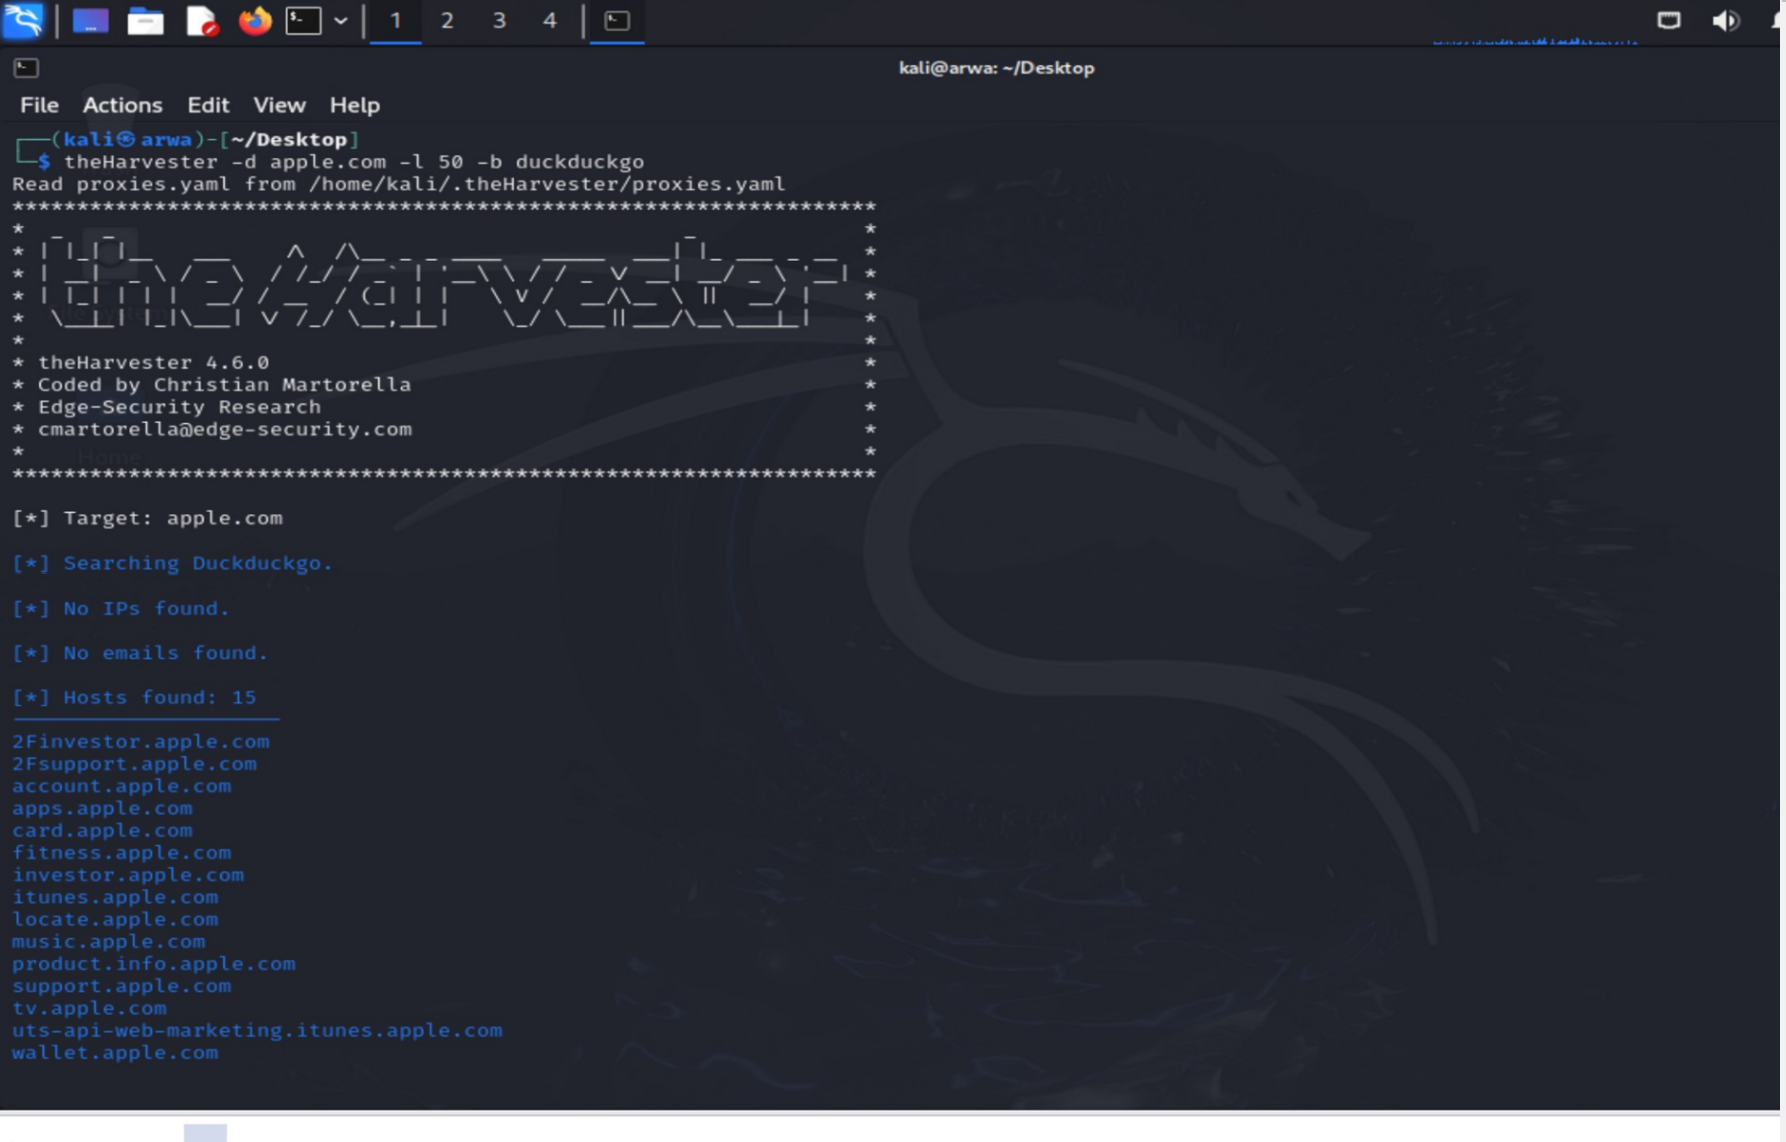 1 2 3 4
kali@arwa: ~/Desktop
File Actions Edit View Help
┌──(kali㉿arwa)-[~/Desktop]
└─$ theHarvester -d apple.com -l 50 -b duckduckgo
Read proxies.yaml from /home/kali/.theHarvester/proxies.yaml
*******************************************************************
theHarvester
* theHarvester 4.6.0 *
* Coded by Christian Martorella *
* Edge-Security Research *
* cmartorella@edge-security.com *
* Home *
*******************************************************************
[*] Target: apple.com
[*] Searching Duckduckgo.
[*] No IPs found.
[*] No emails found.
[*] Hosts found: 15
2Finvestor.apple.com
2Fsupport.apple.com
account.apple.com
apps.apple.com
card.apple.com
fitness.apple.com
investor.apple.com
itunes.apple.com
locate.apple.com
music.apple.com
product.info.apple.com
support.apple.com
tv.apple.com
uts-api-web-marketing.itunes.apple.com
wallet.apple.com